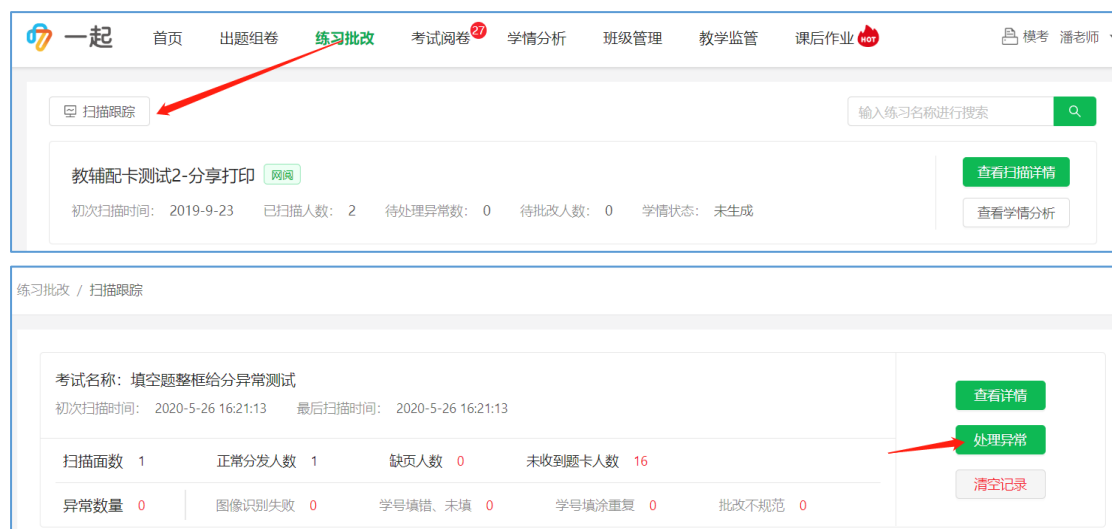 一起 首页 出题组卷 练习批改 考试阅卷 27 学情分析 班级管理 教学监管 课后作业 HOT 模考 潘老师
扫描跟踪 输入练习名称进行搜索
教辅配卡测试2-分享打印 网阅 查看扫描详情
初次扫描时间： 2019-9-23 已扫描人数： 2 待处理异常数： 0 待批改人数： 0 学情状态： 未生成 查看学情分析
练习批改 / 扫描跟踪
考试名称：填空题整框给分异常测试
初次扫描时间： 2020-5-26 16:21:13 最后扫描时间： 2020-5-26 16:21:13 查看详情
扫描面数 1 正常分发人数 1 缺页人数 0 未收到题卡人数 16 处理异常
清空记录
异常数量 0 图像识别失败 0 学号填错、未填 0 学号填涂重复 0 批改不规范 0